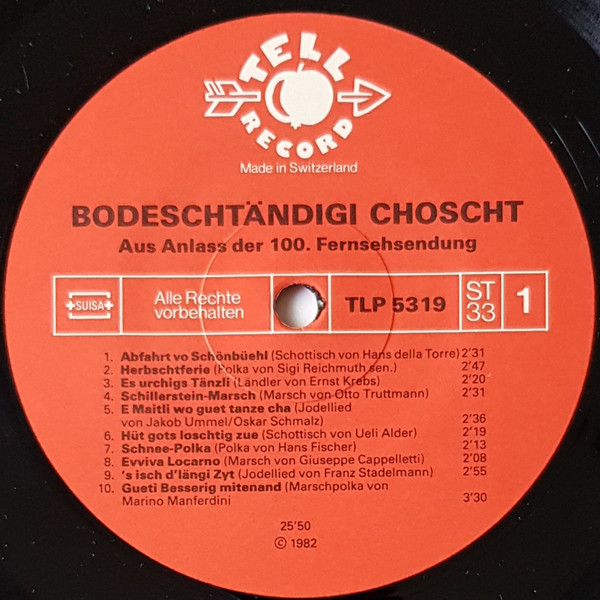 TELL
RECORD
Made in Switzerland
BODESCHTÄNDIGI CHOSCHT
Aus Anlass der 100. Fernsehsendung
SUISA
Alle Rechte
vorbehalten
TLP 5319
ST
33
1
1. Abfahrt vo Schönbüehl (Schottisch von Hans della Torre) 2'31
2. Herbschtferie (Polka von Sigi Reichmuth sen.) 2'47
3. Es urchigs Tänzli (Ländler von Ernst Krebs) 2'20
4. Schillerstein-Marsch (Marsch von Otto Truttmann) 2'31
5. E Maitli wo guet tanze cha (Jodellied
von Jakob Ummel/Oskar Schmalz) 2'36
6. Hüt gots loschtig zue (Schottisch von Ueli Alder) 2'19
7. Schnee-Polka (Polka von Hans Fischer) 2'13
8. Evviva Locarno (Marsch von Giuseppe Cappelletti) 2'08
9. 's isch d'längi Zyt (Jodellied von Franz Stadelmann) 2'55
10. Gueti Besserig mitenand (Marschpolka von
Marino Manferdini) 3'30
25'50
© 1982